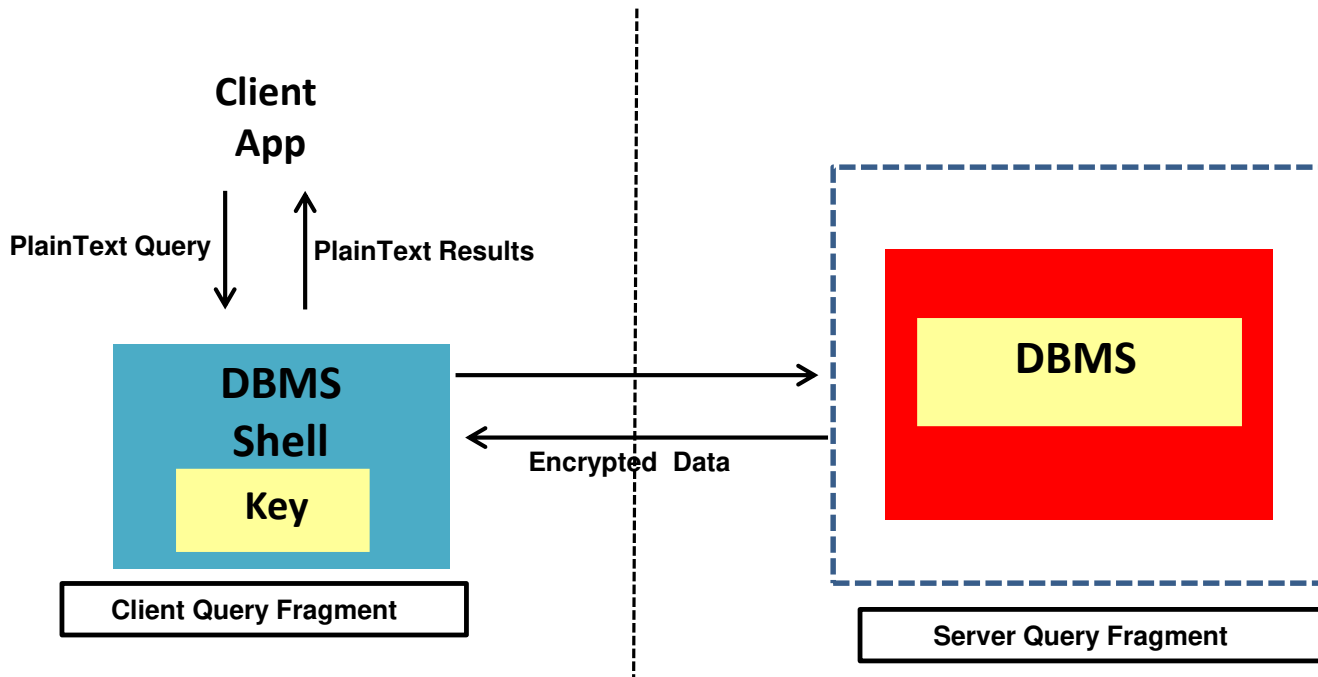 Client
App
PlainText Query
PlainText Results
DBMS
Shell
Key
Client Query Fragment
Encrypted Data
DBMS
Server Query Fragment